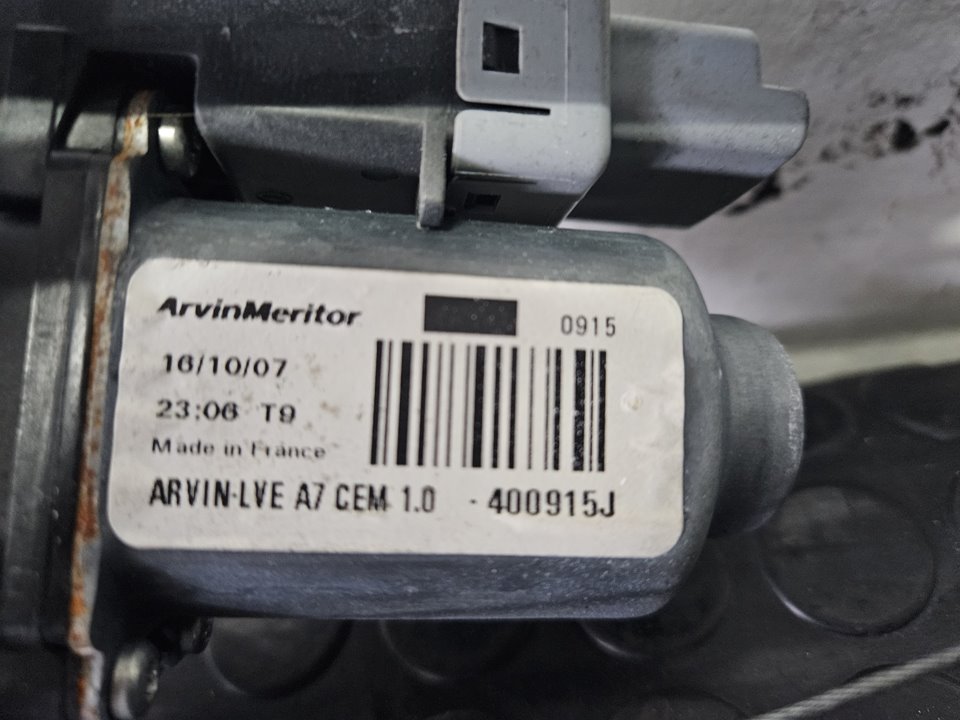 ArvinMeritor
0915
16/10/07
23:06 T9
Made in France
ARVIN-LVE A7 CEM 1.0 - 400915J